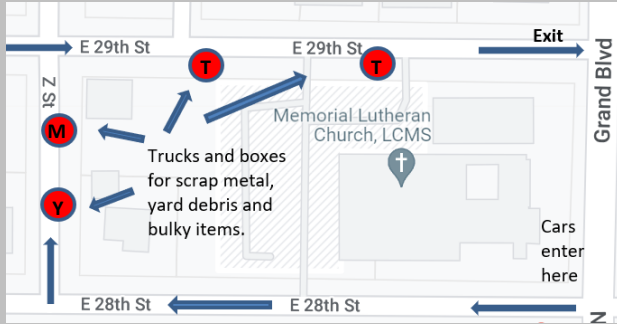 Exit
E 29th St
E 29th St
T
T
Grand Blvd
Z St
M
Memorial Lutheran
Church, LCMS
Trucks and boxes
for scrap metal,
yard debris and
bulky items.
Y
Cars
enter
here
E 28th St
E 28th St
N